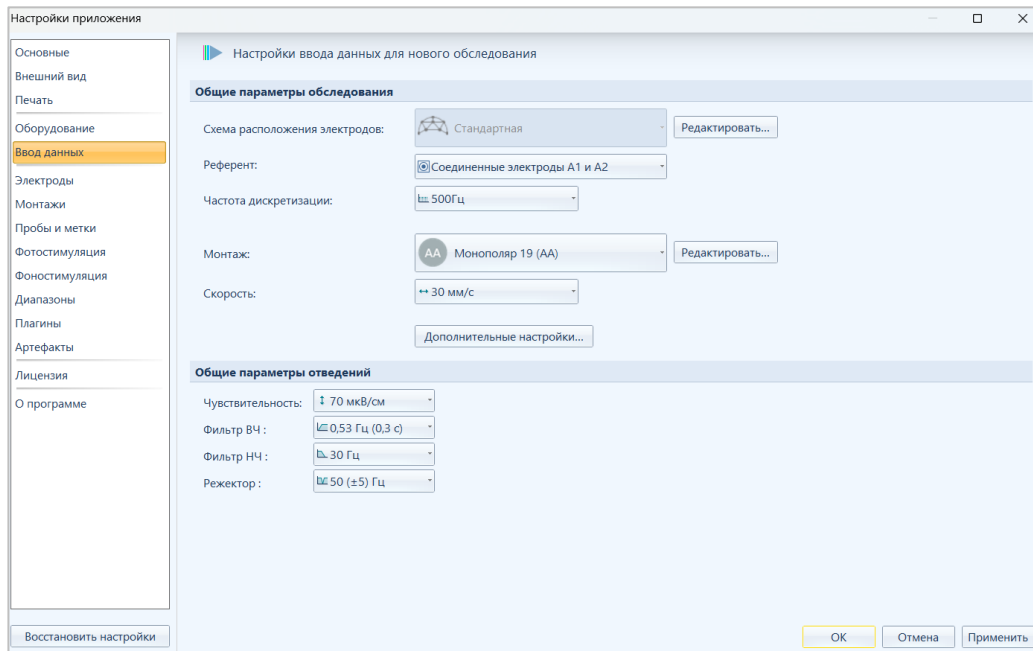 Настройки приложения
Основные
Внешний вид
Печать
Оборудование
Ввод данных
Электроды
Монтажи
Пробы и метки
Фотостимуляция
Фоностимуляция
Диапазоны
Плагины
Артефакты
Лицензия
О программе
Восстановить настройки
Настройки ввода данных для нового обследования
Общие параметры обследования
Схема расположения электродов: Стандартная Редактировать...
Референт: Соединенные электроды А1 и А2
Частота дискретизации: 500Гц
Монтаж: АА Монополяр 19 (АА) Редактировать...
Скорость: 30 мм/с
Дополнительные настройки...
Общие параметры отведений
Чувствительность: 70 мкВ/см
Фильтр ВЧ : 0,53 Гц (0,3 с)
Фильтр НЧ : 30 Гц
Режектор : 50 (±5) Гц
ОК Отмена Применить